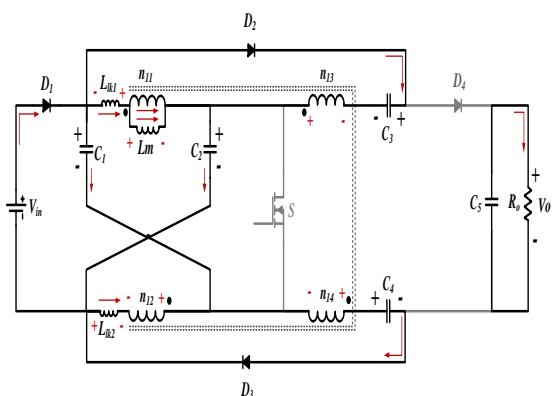 D2
D1
Llk1
- +
n11
n13
D4
+ -
+ Lm -
- C3 +
+ C1 -
+ C2 -
Vin
S
C5
Ro
+ VO -
- n12 +
- n14 +
+ C4 -
+ Llk2 -
D3